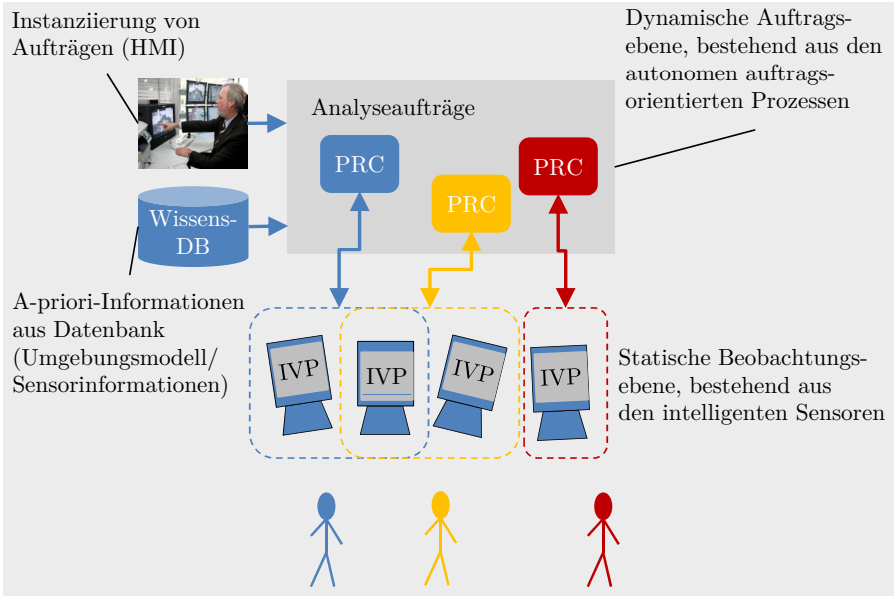 Instanziierung von
Aufträgen (HMI)
Dynamische Auftrags-
ebene, bestehend aus den
autonomen auftrags-
orientierten Prozessen
Analyseaufträge
PRC
PRC
PRC
Wissens-
DB
A-priori-Informationen
aus Datenbank
(Umgebungsmodell/
Sensorinformationen)
IVP
IVP
IVP
IVP
Statische Beobachtungs-
ebene, bestehend aus
den intelligenten Sensoren